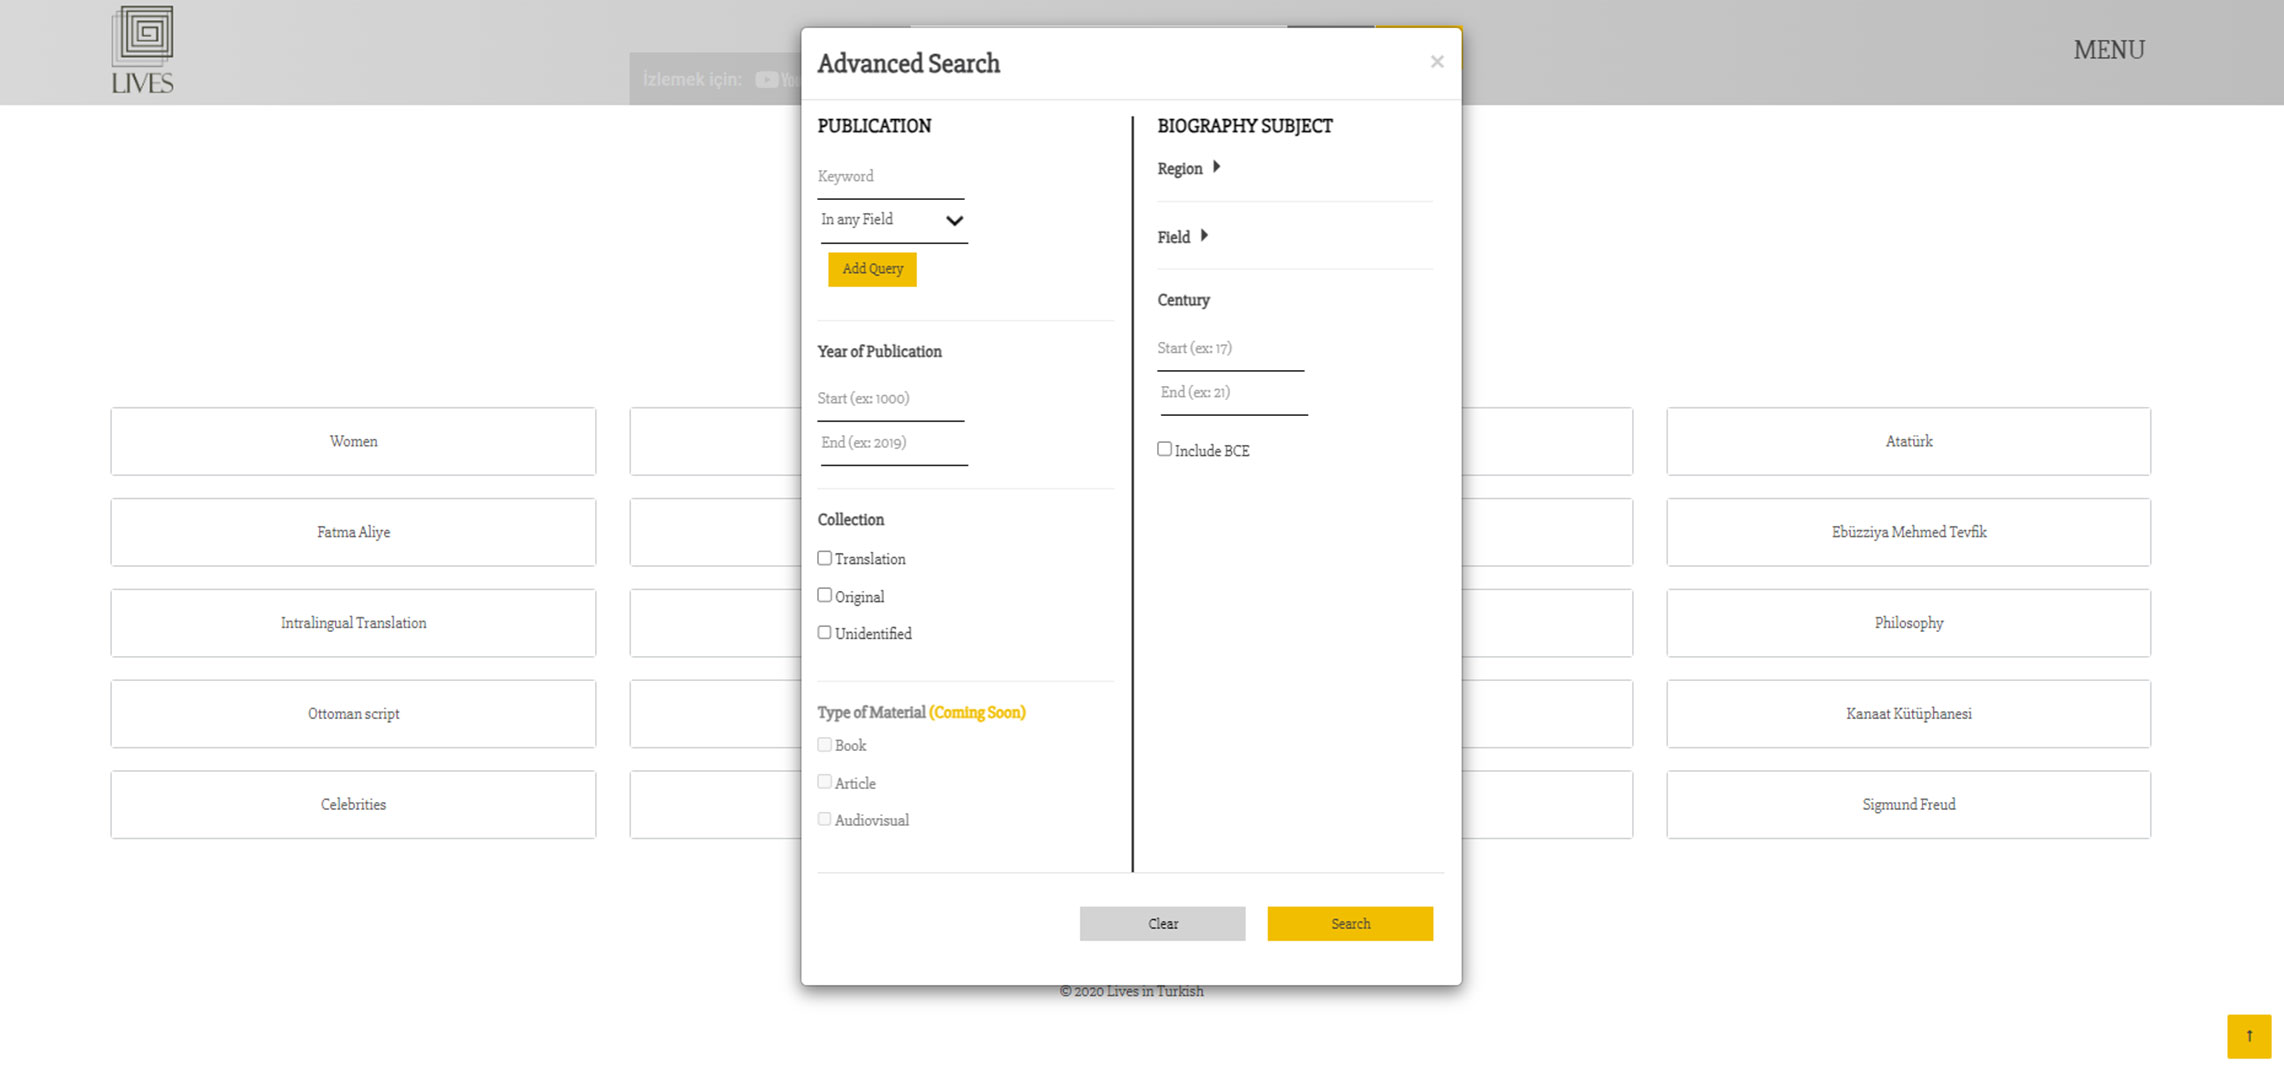 LIVES
MENU
İzlemek için:
Advanced Search
×
PUBLICATION
Keyword
In any Field
Add Query
Year of Publication
Start (ex: 1000)
End (ex: 2019)
Collection
Translation
Original
Unidentified
Type of Material (Coming Soon)
Book
Article
Audiovisual
BIOGRAPHY SUBJECT
Region
Field
Century
Start (ex: 17)
End (ex: 21)
Include BCE
Clear
Search
Women
Atatürk
Fatma Aliye
Ebüzziya Mehmed Tevfik
Intralingual Translation
Philosophy
Ottoman script
Kanaat Kütüphanesi
Celebrities
Sigmund Freud
© 2020 Lives in Turkish
↑